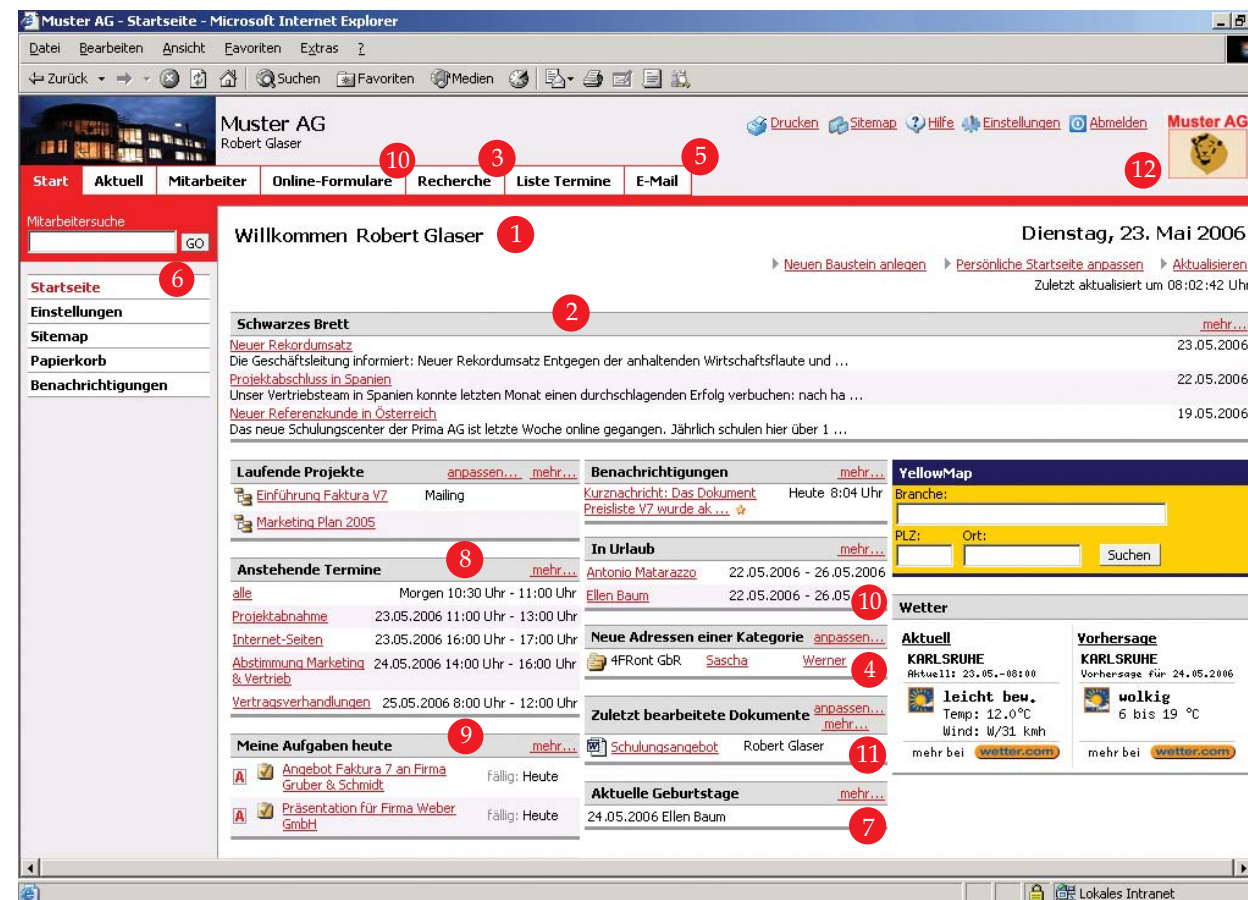 Muster AG - Startseite - Microsoft Internet Explorer
Datei Bearbeiten Ansicht Favoriten Extras ?
Zurück Suchen Favoriten Medien
Muster AG
Robert Glaser
Drucken Sitemap Hilfe Einstellungen Abmelden
Muster AG
10 3 5 12
Start Aktuell Mitarbeiter Online-Formulare Recherche Liste Termine E-Mail
Mitarbeitersuche
GO
6
Startseite
Einstellungen
Sitemap
Papierkorb
Benachrichtigungen
Willkommen Robert Glaser 1
Dienstag, 23. Mai 2006
Neuen Baustein anlegen Persönliche Startseite anpassen Aktualisieren
Zuletzt aktualisiert um 08:02:42 Uhr
2
Schwarzes Brett mehr...
Neuer Rekordumsatz 23.05.2006
Die Geschäftsleitung informiert: Neuer Rekordumsatz Entgegen der anhaltenden Wirtschaftsflaute und ...
Projektabschluss in Spanien 22.05.2006
Unser Vertriebsteam in Spanien konnte letzten Monat einen durchschlagenden Erfolg verbuchen: nach ha ...
Neuer Referenzkunde in Österreich 19.05.2006
Das neue Schulungscenter der Prima AG ist letzte Woche online gegangen. Jährlich schulen hier über 1 ...
Laufende Projekte anpassen... mehr...
Einführung Faktura V7 Mailing
Marketing Plan 2005
8
Anstehende Termine mehr...
alle Morgen 10:30 Uhr - 11:00 Uhr
Projektabnahme 23.05.2006 11:00 Uhr - 13:00 Uhr
Internet-Seiten 23.05.2006 16:00 Uhr - 17:00 Uhr
Abstimmung Marketing 24.05.2006 14:00 Uhr - 16:00 Uhr
& Vertrieb
Vertragsverhandlungen 25.05.2006 8:00 Uhr - 12:00 Uhr
9
Meine Aufgaben heute mehr...
A Angebot Faktura 7 an Firma fällig: Heute
Gruber & Schmidt
A Präsentation für Firma Weber fällig: Heute
GmbH
Benachrichtigungen mehr...
Kurznachricht: Das Dokument Heute 8:04 Uhr
Preisliste V7 wurde ak ...
In Urlaub mehr...
Antonio Matarazzo 22.05.2006 - 26.05.2006
Ellen Baum 22.05.2006 - 26.05.
10
Neue Adressen einer Kategorie anpassen...
4FRont GbR Sascha Werner
4
Zuletzt bearbeitete Dokumente anpassen...
mehr...
Schulungsangebot Robert Glaser
11
Aktuelle Geburtstage mehr...
24.05.2006 Ellen Baum
7
YellowMap
Branche:
PLZ: Ort:
Suchen
Wetter
Aktuell
KARLSRUHE
Aktuell: 23.05.-08:00
leicht bew.
Temp: 12.0°C
Wind: W/31 kmh
mehr bei wetter.com
Vorhersage
KARLSRUHE
Vorhersage für 24.05.2006
wolkig
6 bis 19 °C
mehr bei wetter.com
Lokales Intranet